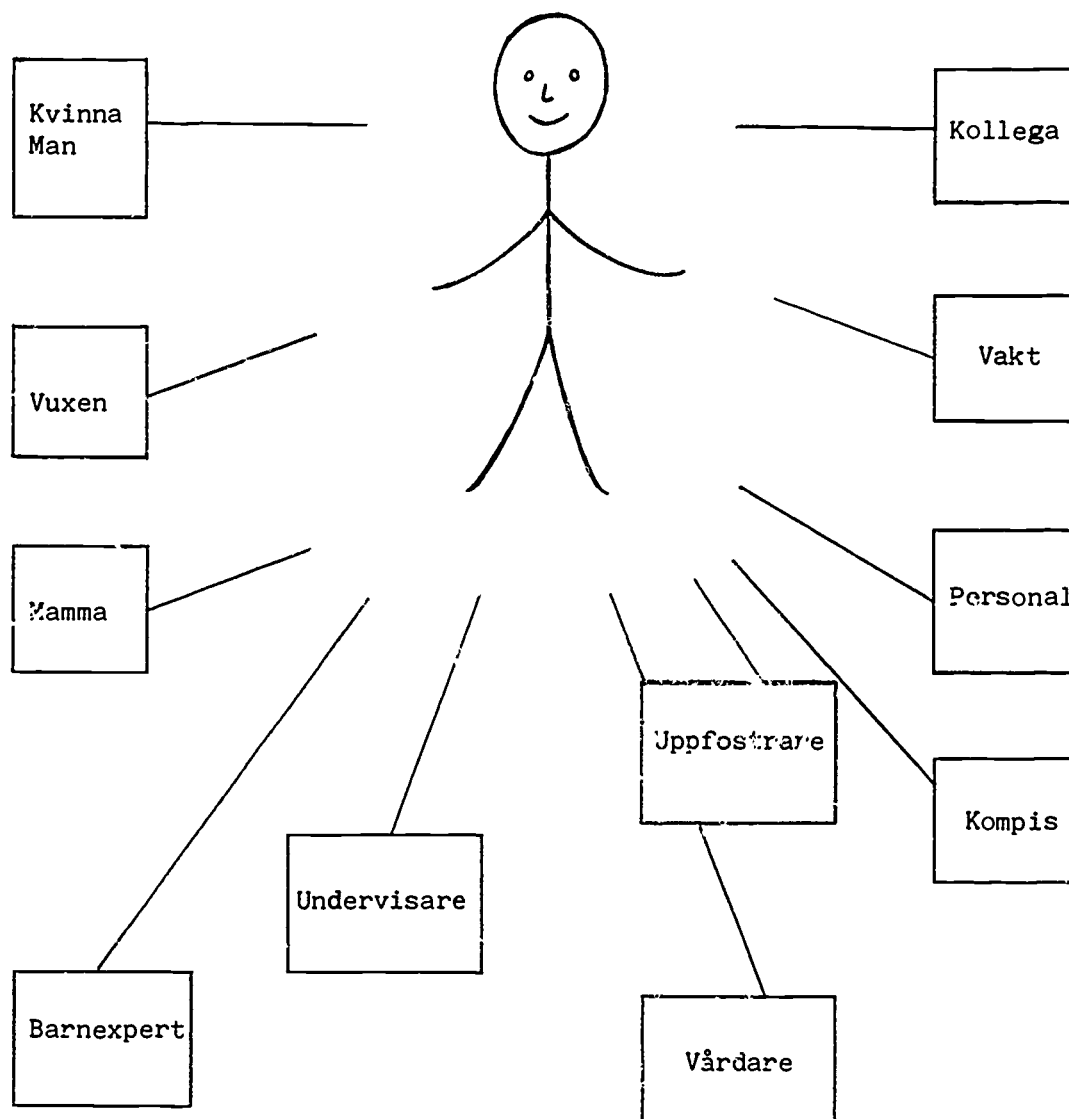 Kvinna
Man
Kollega
Vuxen
Vakt
Mamma
Personal
Uppfostrare
Kompis
Undervisare
Barnexpert
Vårdare